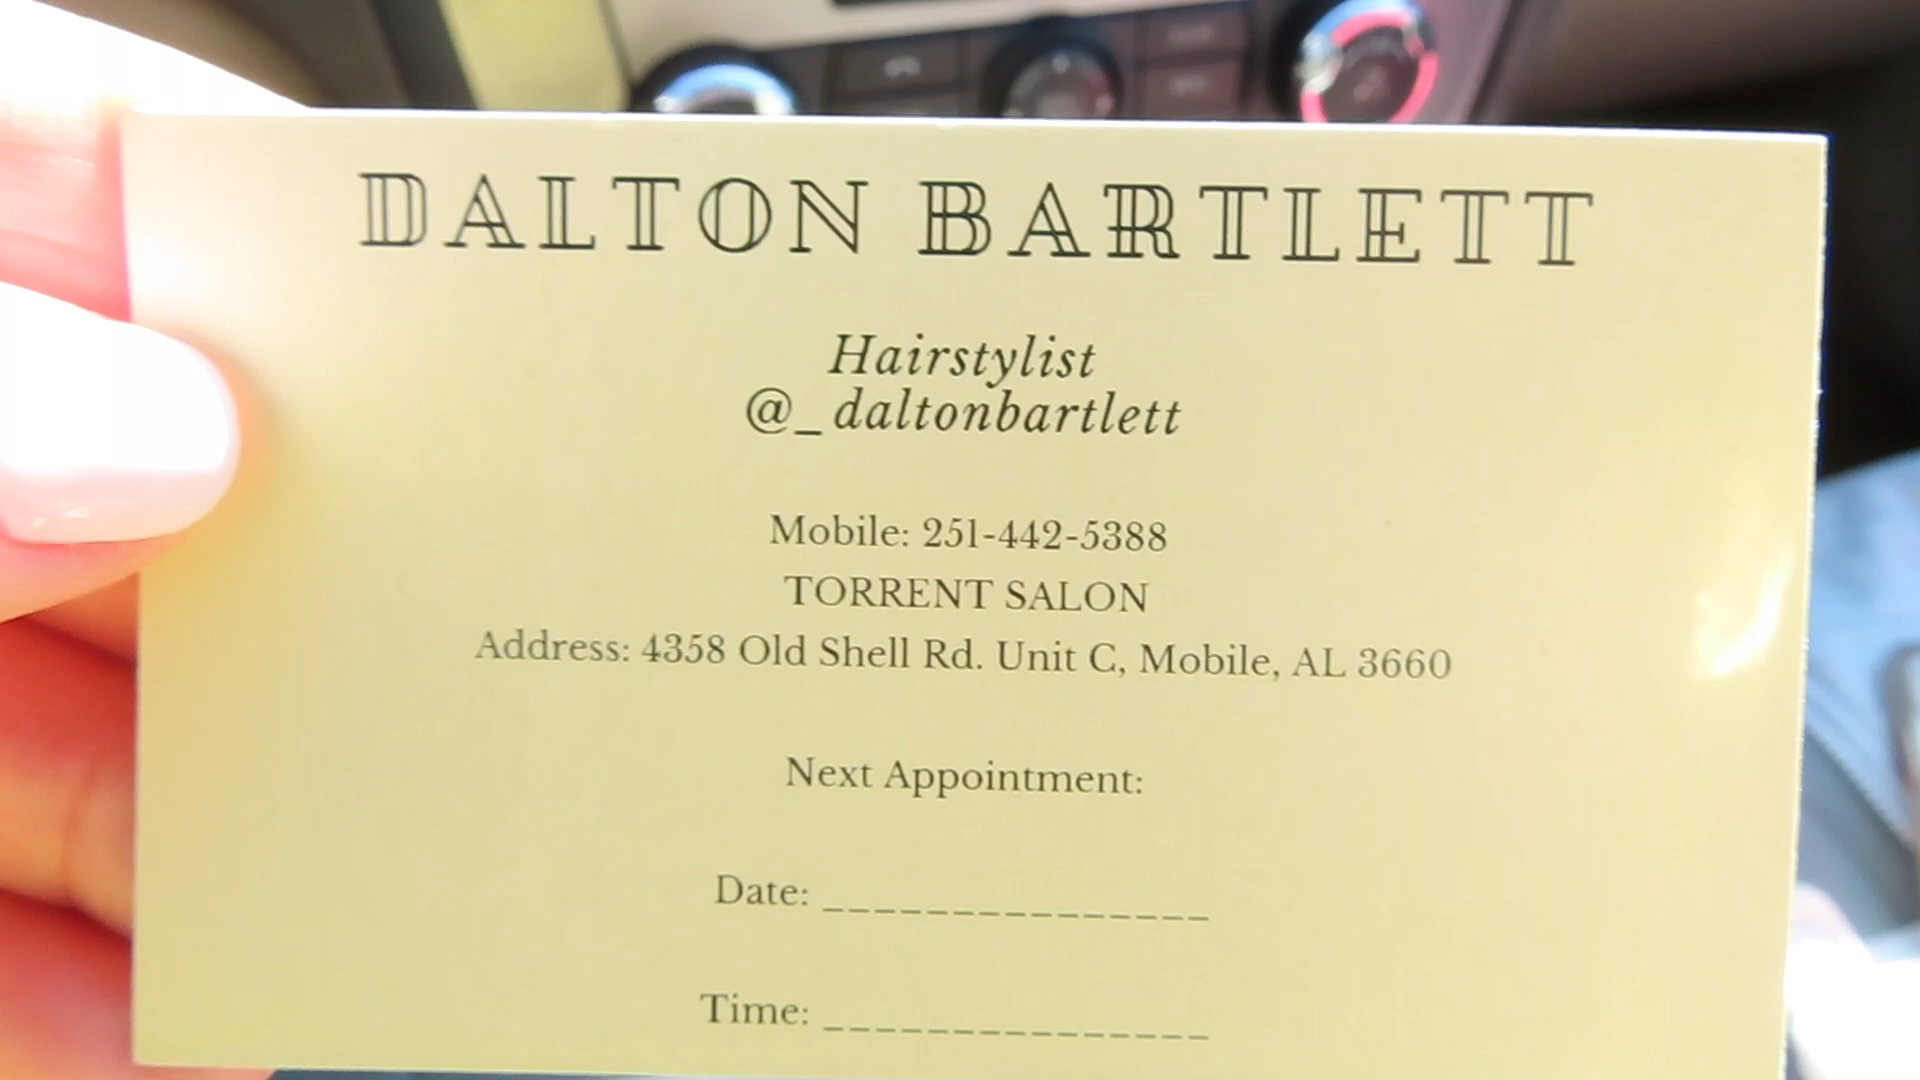 DALTON BARTLETT
Hairstylist
@_daltonbartlett
Mobile: 251-442-5388
TORRENT SALON
Address: 4358 Old Shell Rd. Unit C, Mobile, AL 3660
Next Appointment:
Date: _______________
Time: _______________